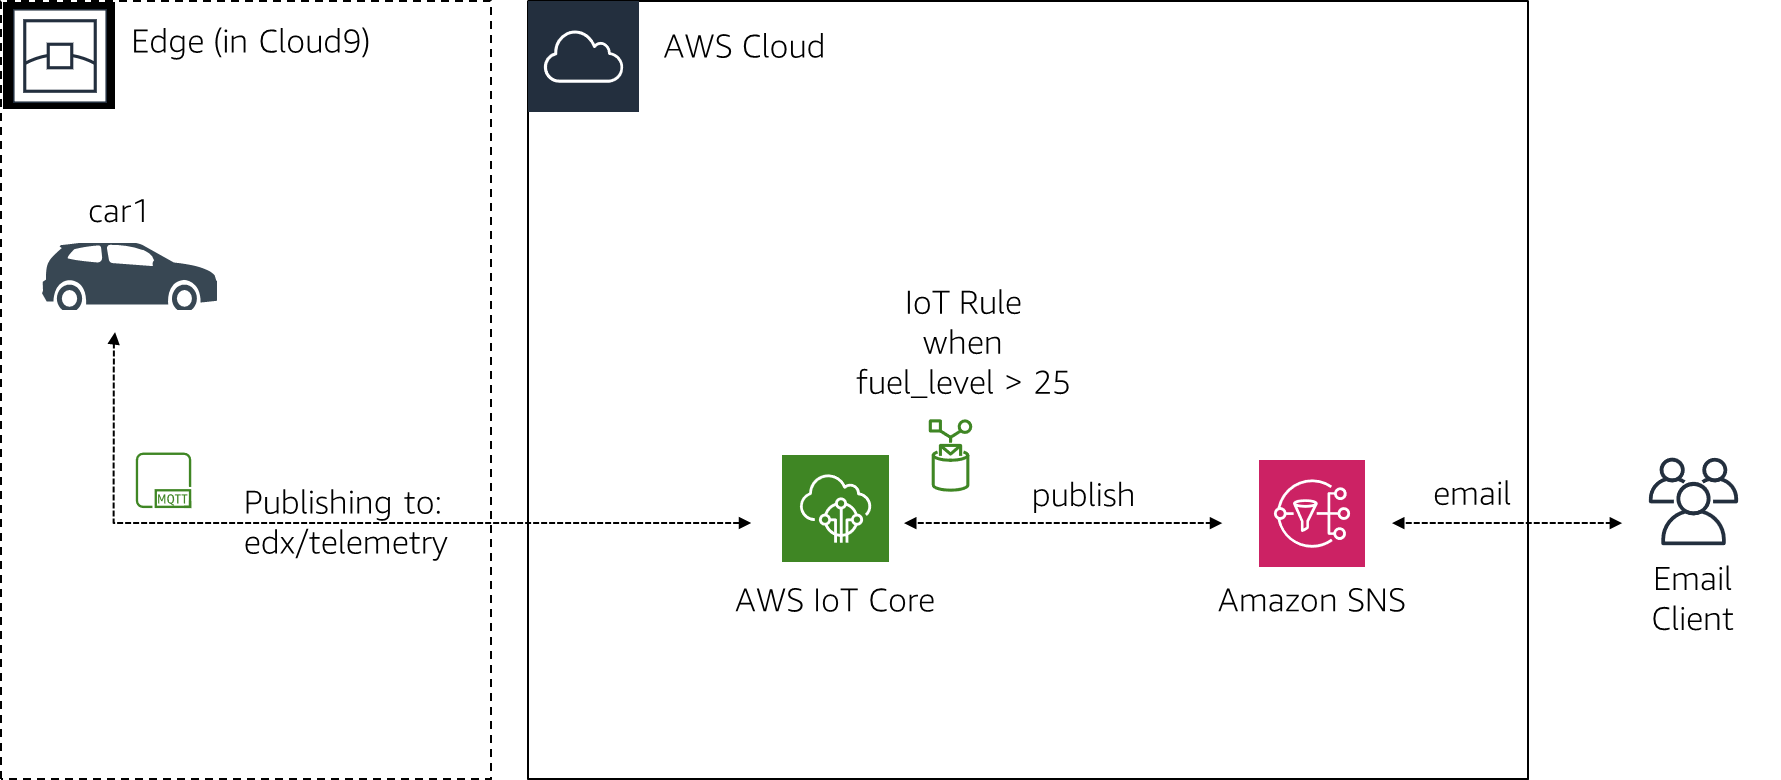 Edge (in Cloud9)
AWS Cloud
car1
IoT Rule
when
fuel_level > 25
MQTT
Publishing to:
edx/telemetry
publish
email
AWS IoT Core
Amazon SNS
Email
Client